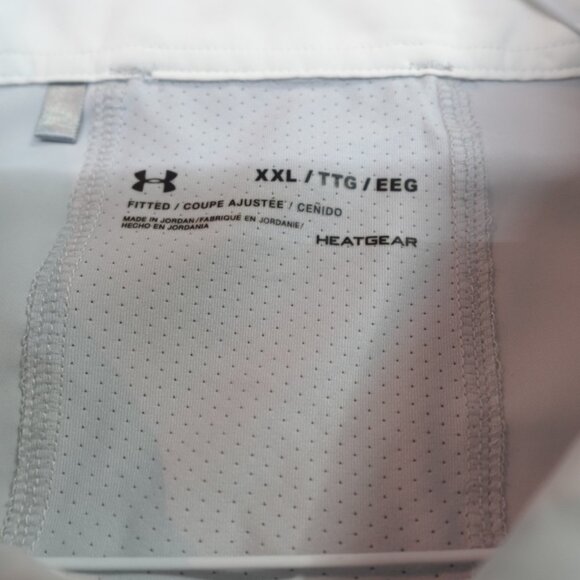 XXL / TTG / EEG
FITTED / COUPE AJUSTÉE / CEÑIDO
MADE IN JORDAN / FABRIQUÉ EN JORDANIE /
HECHO EN JORDANIA
HEATGEAR